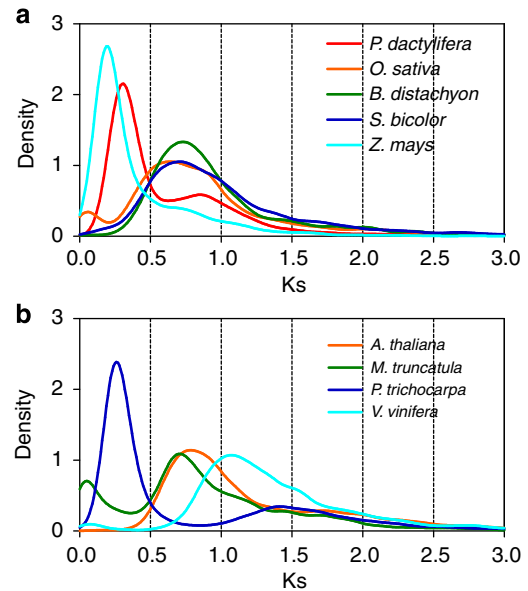 a
3
2
1
0
Density
P. dactylifera
O. sativa
B. distachyon
S. bicolor
Z. mays
0.0 0.5 1.0 1.5 2.0 2.5 3.0
Ks
b
3
2
1
0
Density
A. thaliana
M. truncatula
P. trichocarpa
V. vinifera
0.0 0.5 1.0 1.5 2.0 2.5 3.0
Ks